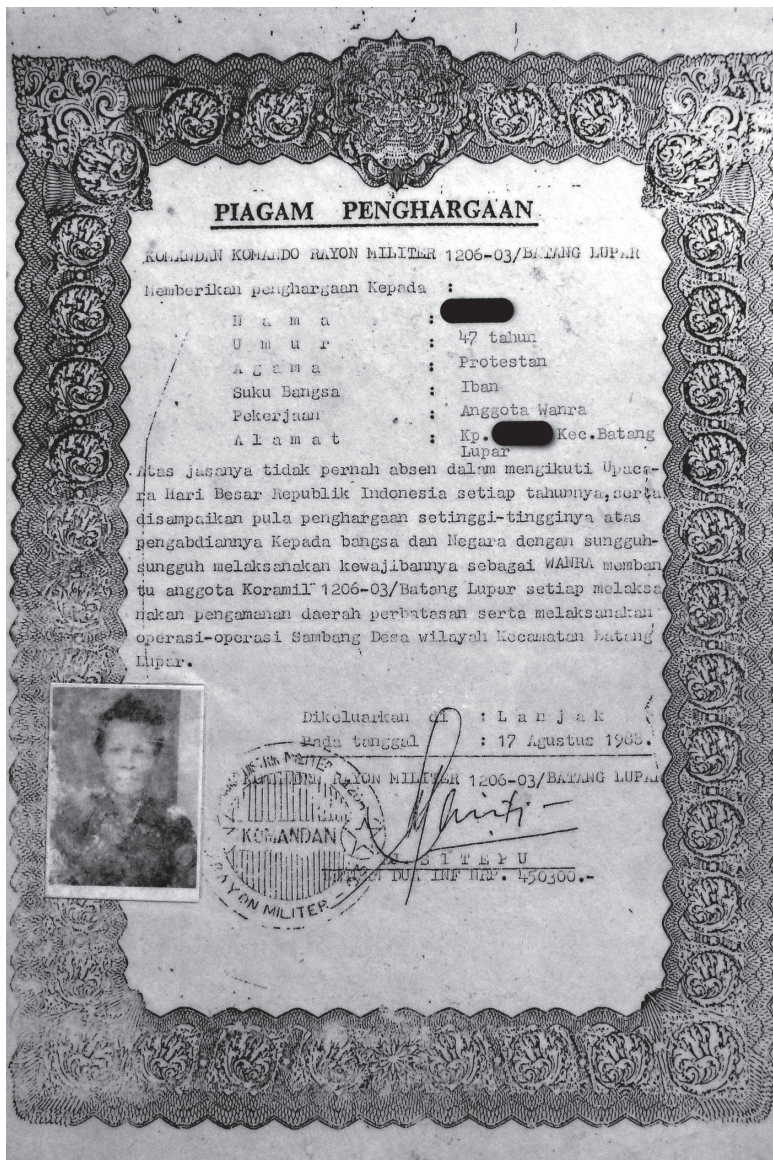 PIAGAM PENGHARGAAN
KOMANDAN KOMANDO RAYON MILITER 1206-03/BATANG LUPAR
Memberikan penghargaan Kepada :
N a m a :
U m u r : 47 tahun
A g a m a : Protestan
Suku Bangsa : Iban
Pekerjaan : Anggota Wanra
A l a m a t : Kp. Kec.Batang
Lupar
Atas jasanya tidak pernah absen dalam mengikuti Upaca-
ra Hari Besar Republik Indonesia setiap tahunnya,serta
disampaikan pula penghargaan setinggi-tingginya atas
pengabdiannya Kepada bangsa dan Negara dengan sungguh-
sungguh melaksanakan kewajibannya sebagai WANRA memban
tu anggota Koramil 1206-03/Batang Lupar setiap melaksa
nakan pengamanan daerah perbatasan serta melaksanakan
operasi-operasi Sambang Desa wilayah Kecamatan Batang
Lupar.
Dikeluarkan di : L a n j a k
Pada tanggal : 17 Agustus 1988.
RAYON MILITER 1206-03/BATANG LUPAR
KOMANDAN
RAYON MILITER
S I T E P U
DUA INF NRP. 450300.-